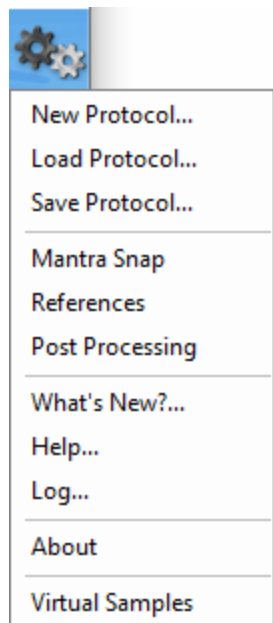 New Protocol...
Load Protocol...
Save Protocol...
Mantra Snap
References
Post Processing
What's New?...
Help...
Log...
About
Virtual Samples